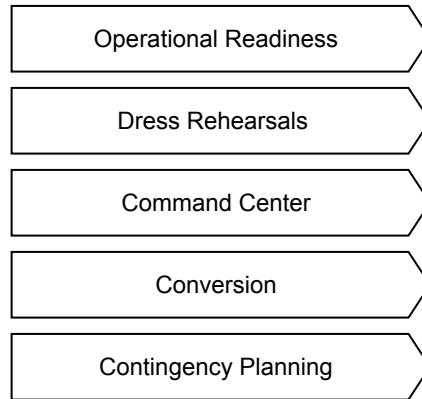 Operational Readiness
Dress Rehearsals
Command Center
Conversion
Contingency Planning